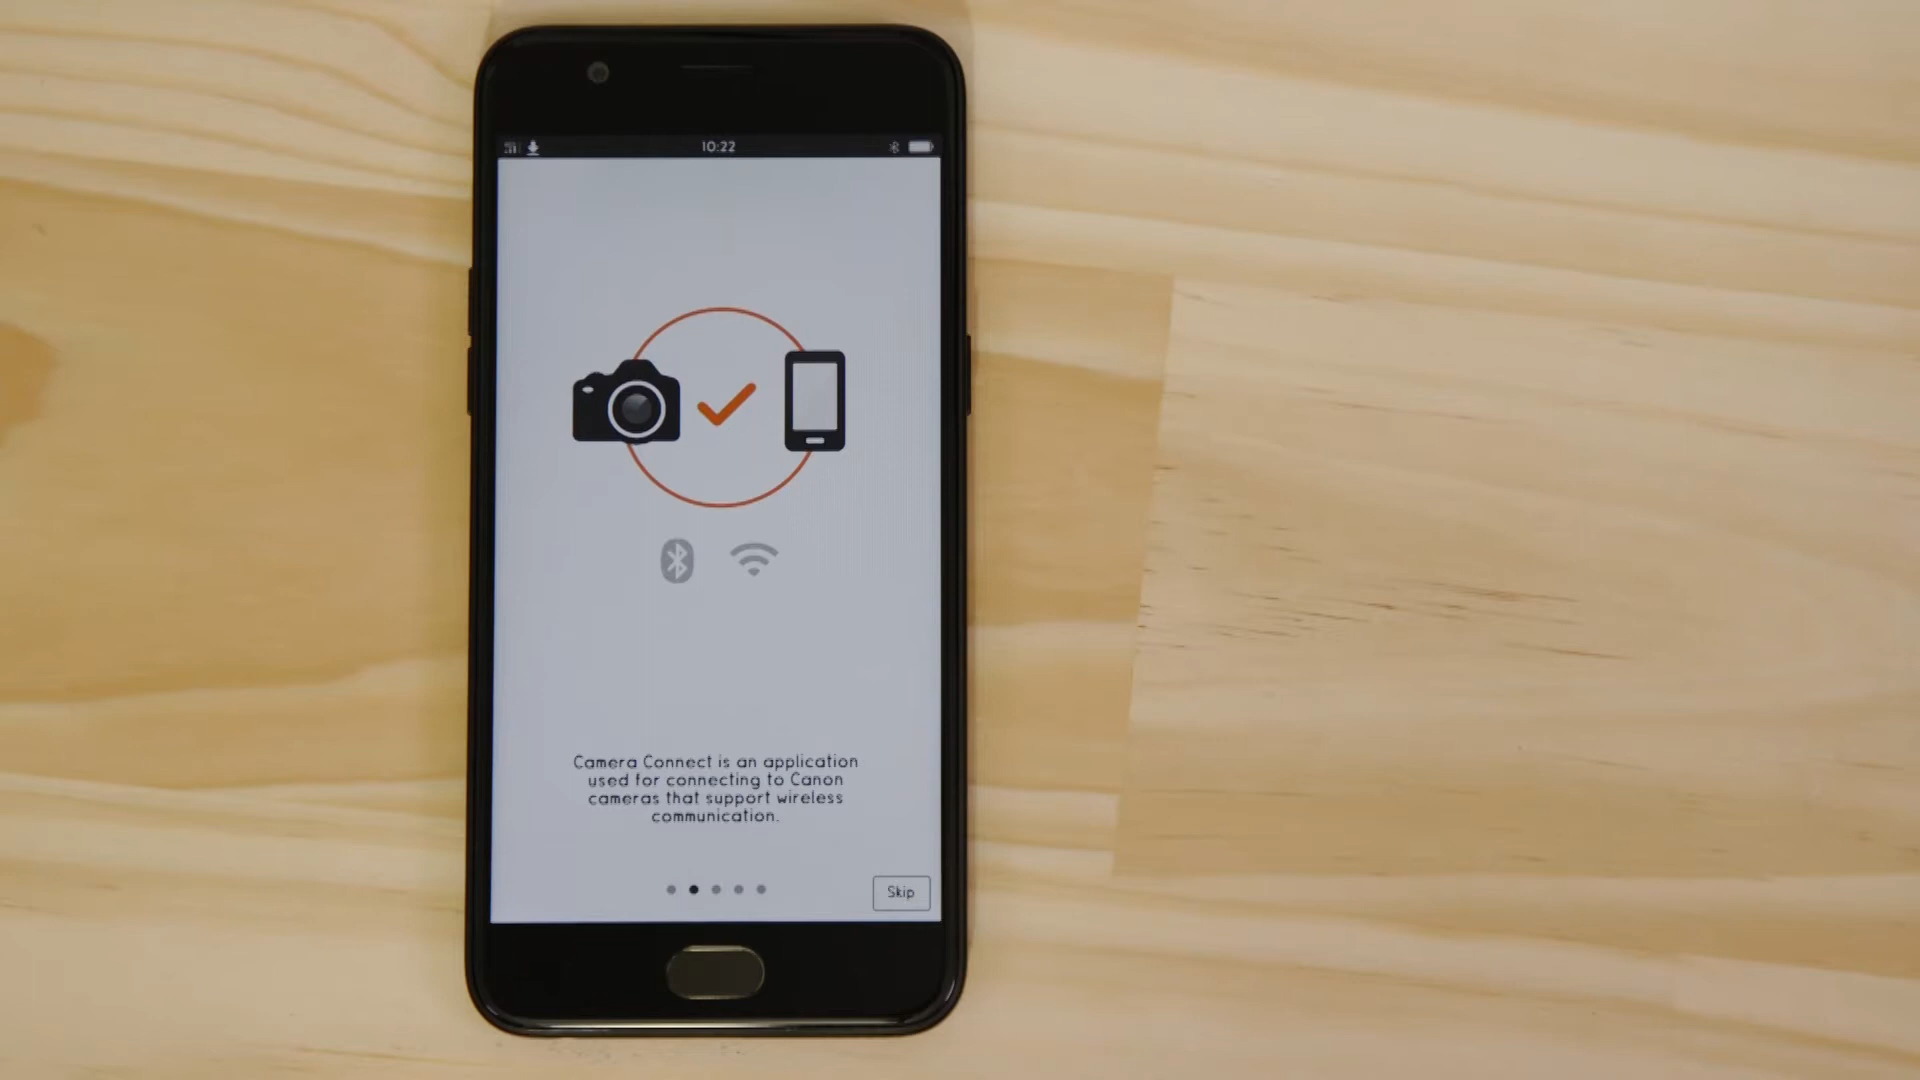 10:22
Camera Connect is an application
used for connecting to Canon
cameras that support wireless
communication.
Skip